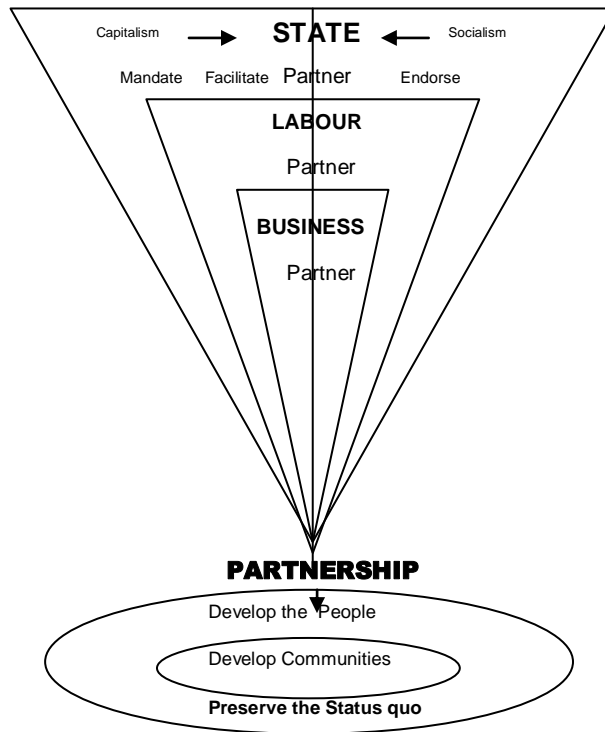 Capitalism STATE Socialism
Mandate Facilitate Partner Endorse
LABOUR
Partner
BUSINESS
Partner
PARTNERSHIP
Develop the People
Develop Communities
Preserve the Status quo